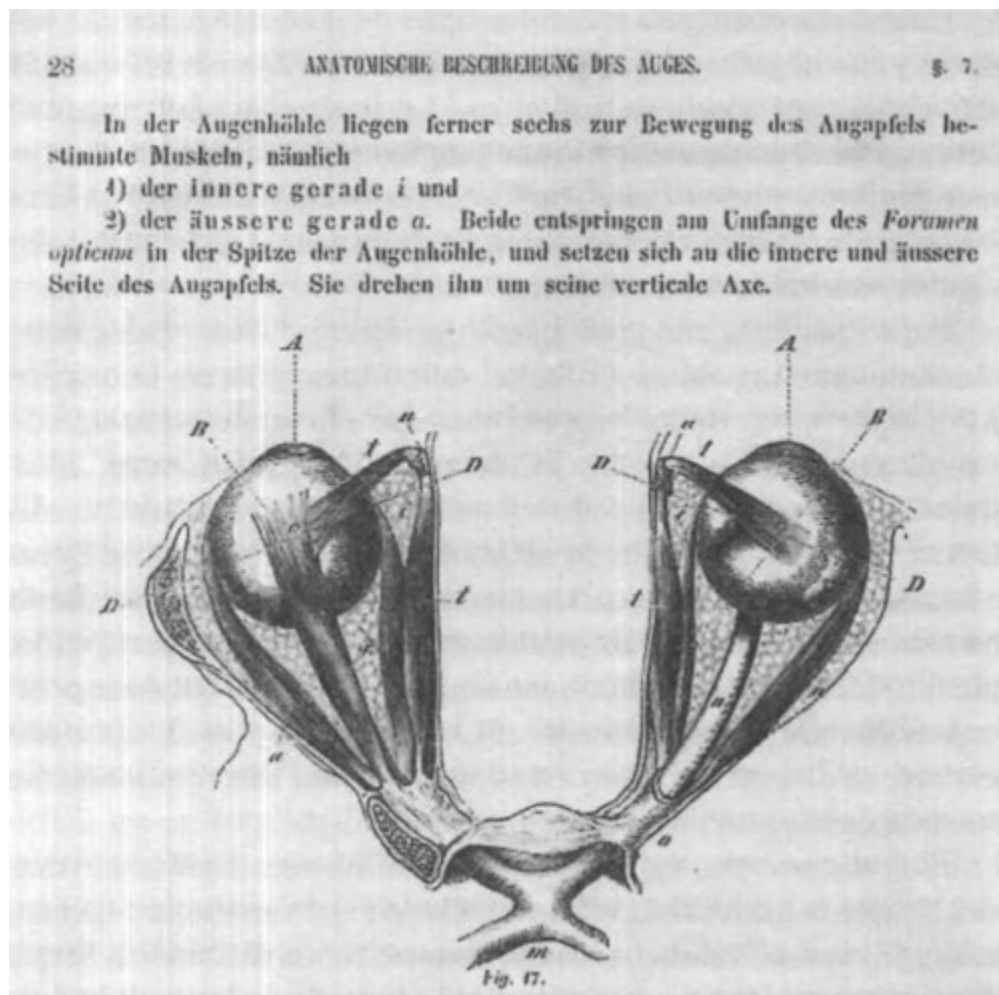 28 ANATOMISCHE BESCHREIBUNG DES AUGES. §. 7.
In der Augenhöhle liegen ferner sechs zur Bewegung des Augapfels be-
stimmte Muskeln, nämlich
1) der innere gerade i und
2) der äussere gerade a. Beide entspringen am Umfange des Foramen
opticum in der Spitze der Augenhöhle, und setzen sich an die innere und äussere
Seite des Augapfels. Sie drehen ihn um seine verticale Axe.
A A
B t u u t B
D D
D t t D
a n a
o
m
Fig. 17.